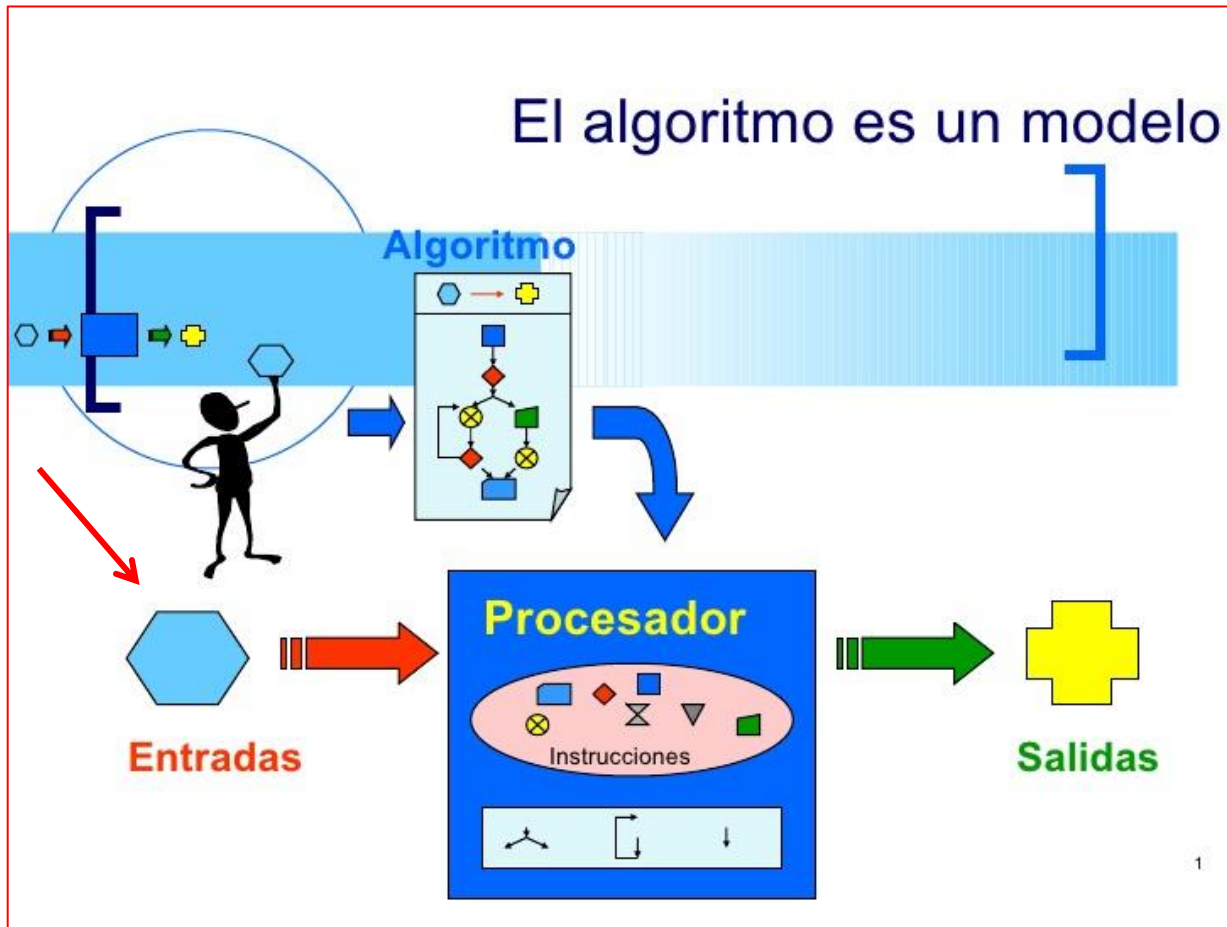 El algoritmo es un modelo
Algoritmo
Procesador
Instrucciones
Entradas
Salidas
1